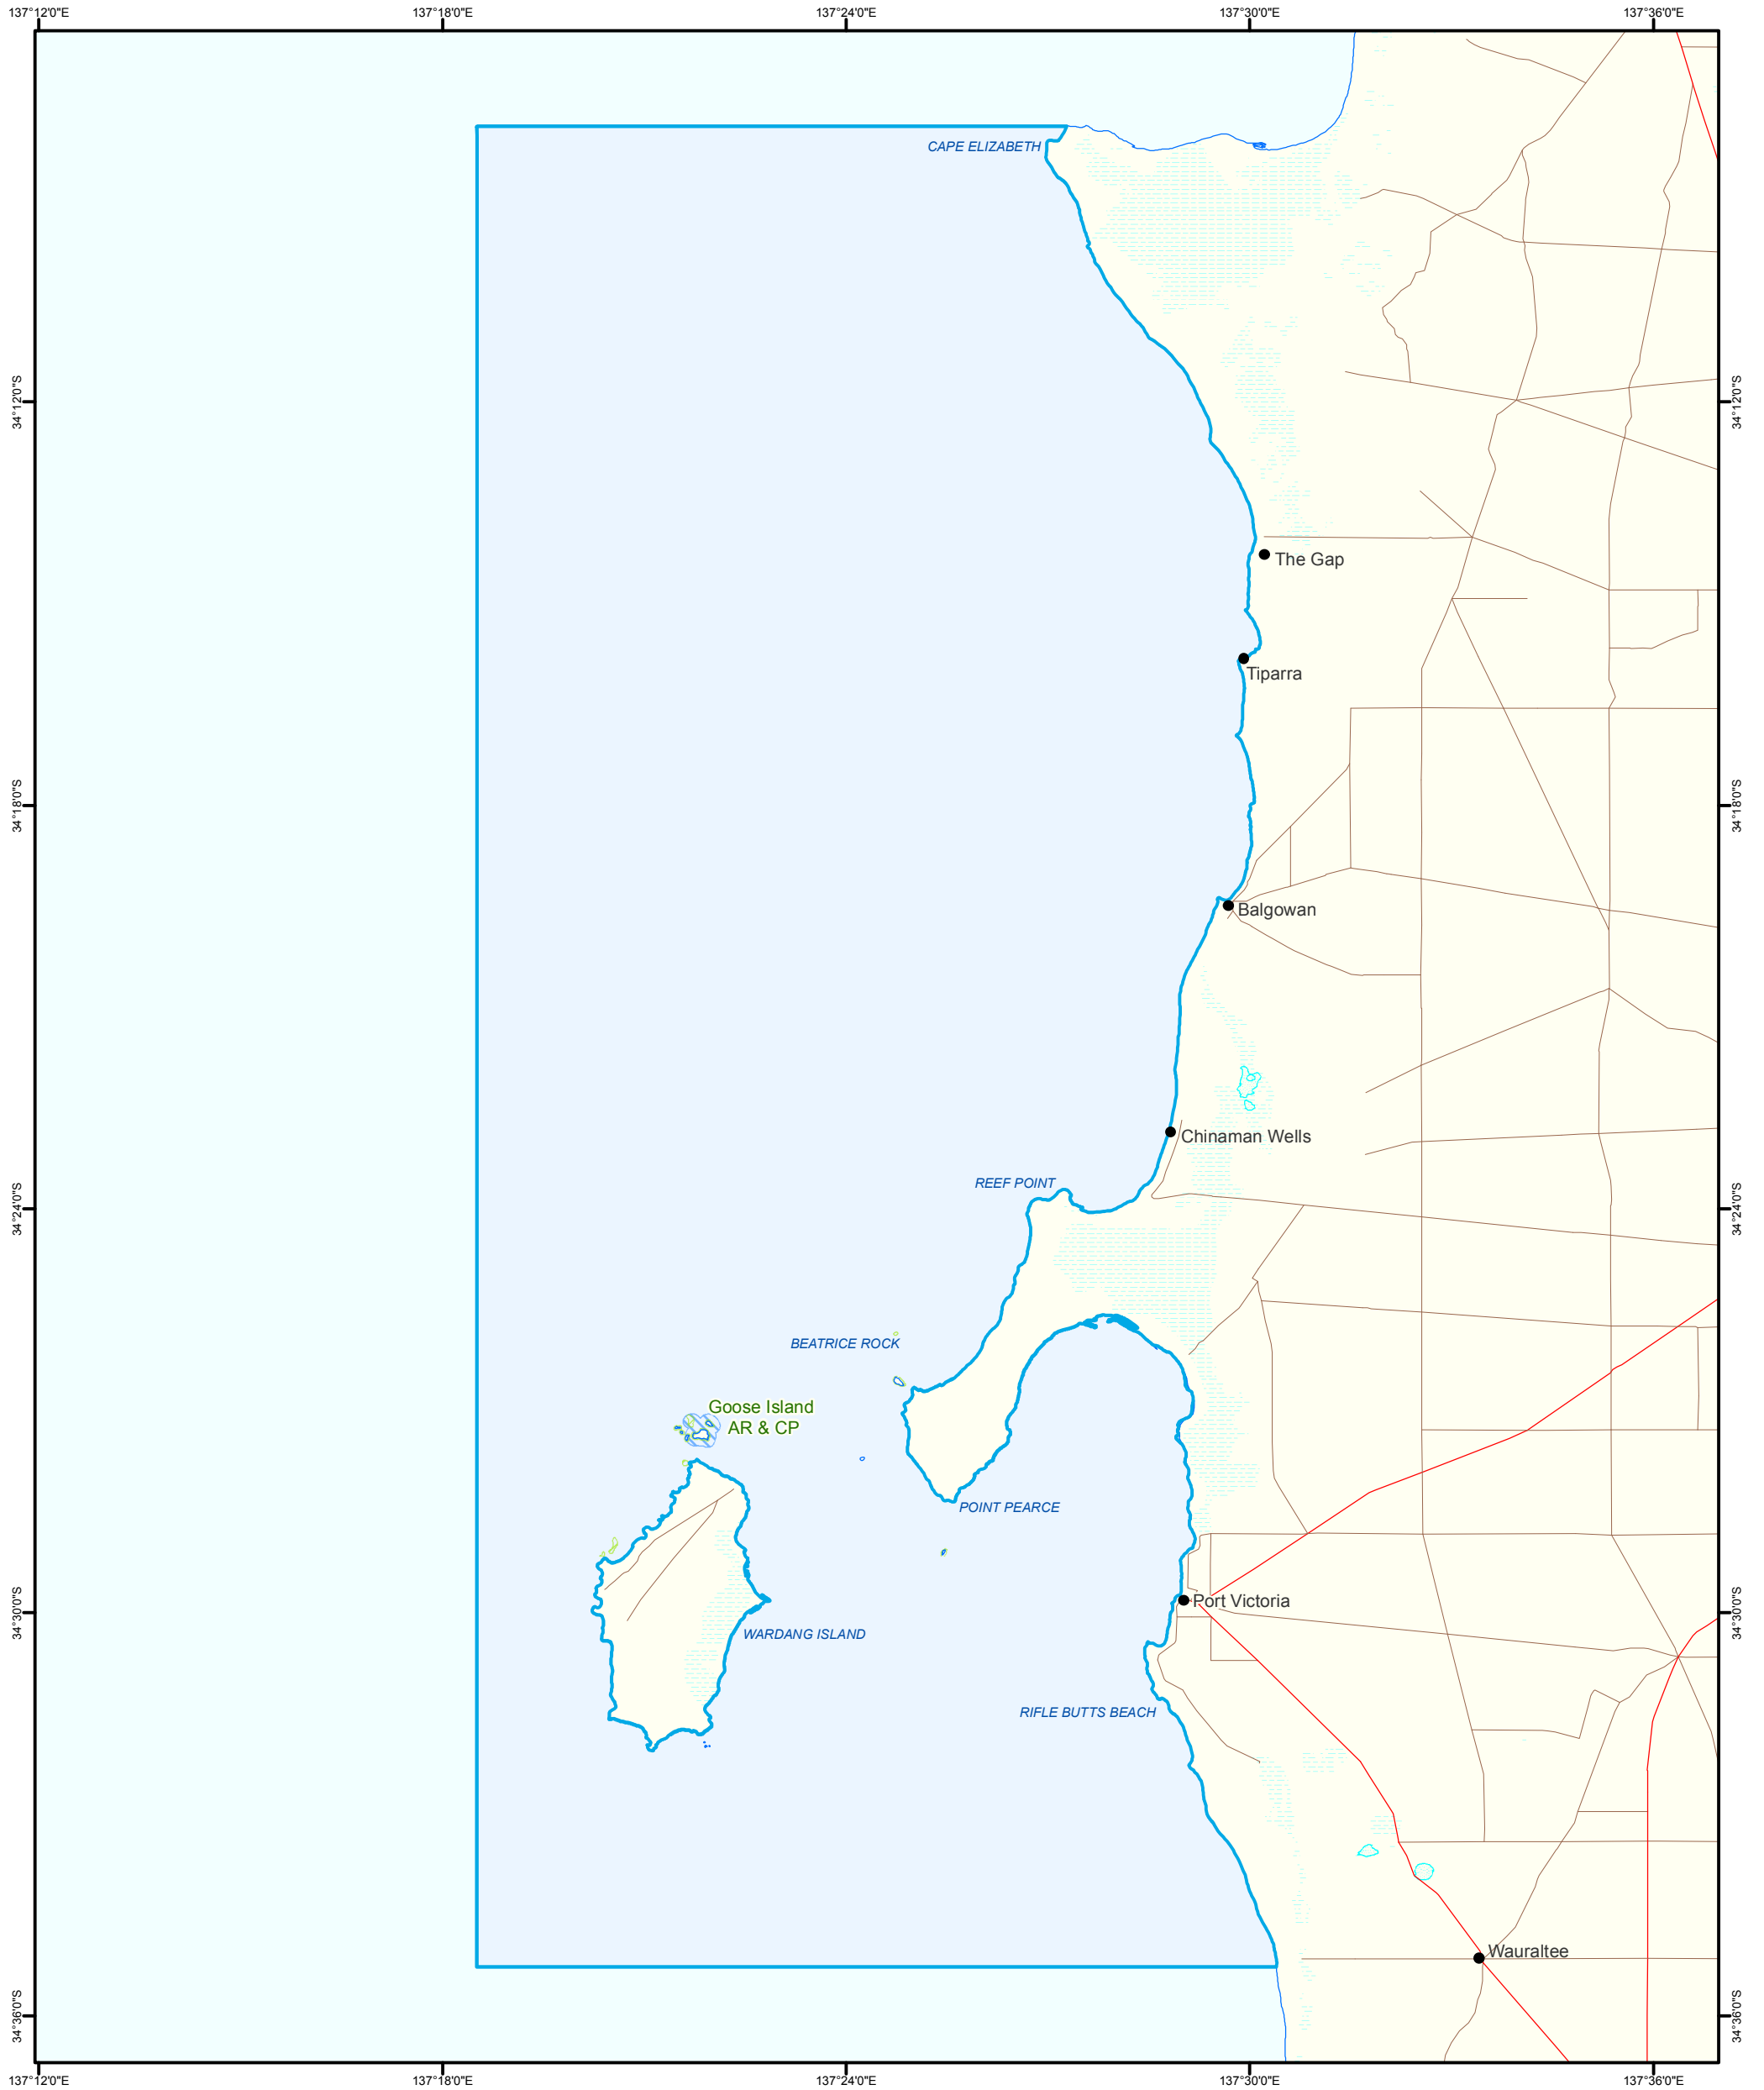 137°12'0"E
137°18'0"E
137°24'0"E
137°30'0"E
137°36'0"E
CAPE ELIZABETH
34°12'0"S
34°12'0"S
The Gap
Tiparra
34°18'0"S
34°18'0"S
Balgowan
Chinaman Wells
REEF POINT
34°24'0"S
34°24'0"S
BEATRICE ROCK
Goose Island
AR & CP
POINT PEARCE
Port Victoria
34°30'0"S
34°30'0"S
WARDANG ISLAND
RIFLE BUTTS BEACH
Wauraltee
34°36'0"S
34°36'0"S
137°12'0"E
137°18'0"E
137°24'0"E
137°30'0"E
137°36'0"E